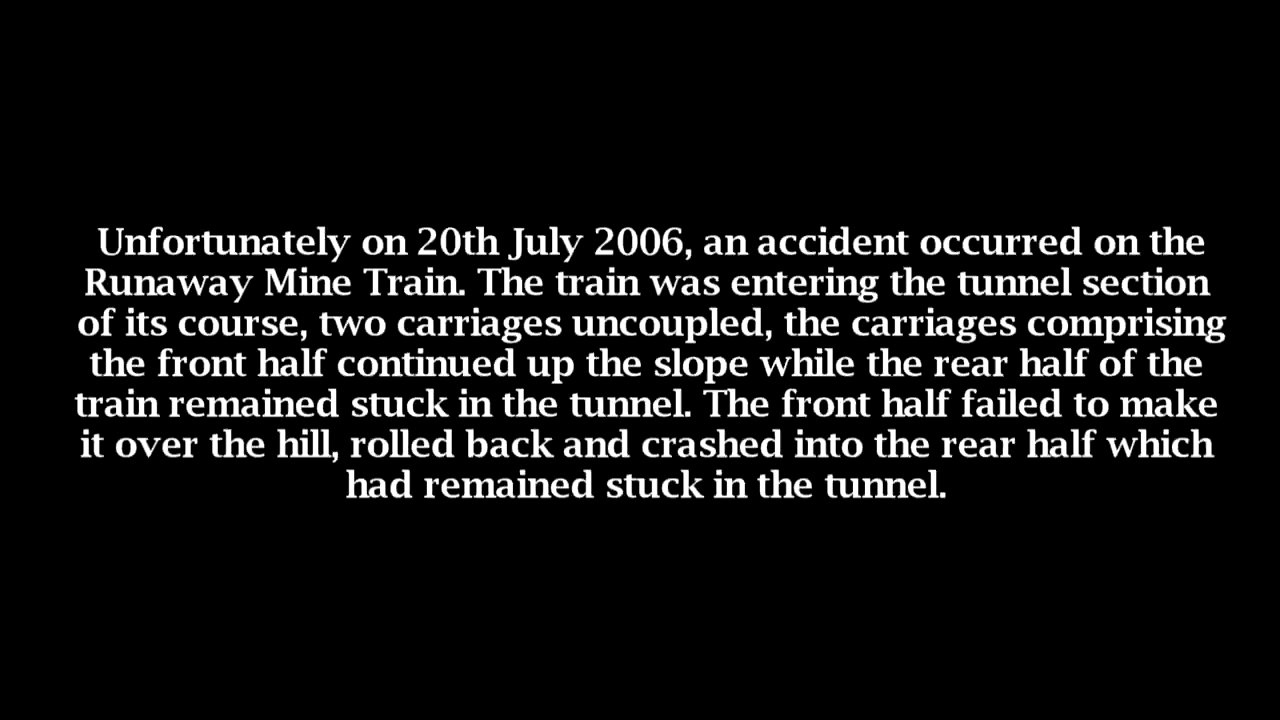 Unfortunately on 20th July 2006, an accident occurred on the
Runaway Mine Train. The train was entering the tunnel section
of its course, two carriages uncoupled, the carriages comprising
the front half continued up the slope while the rear half of the
train remained stuck in the tunnel. The front half failed to make
it over the hill, rolled back and crashed into the rear half which
had remained stuck in the tunnel.